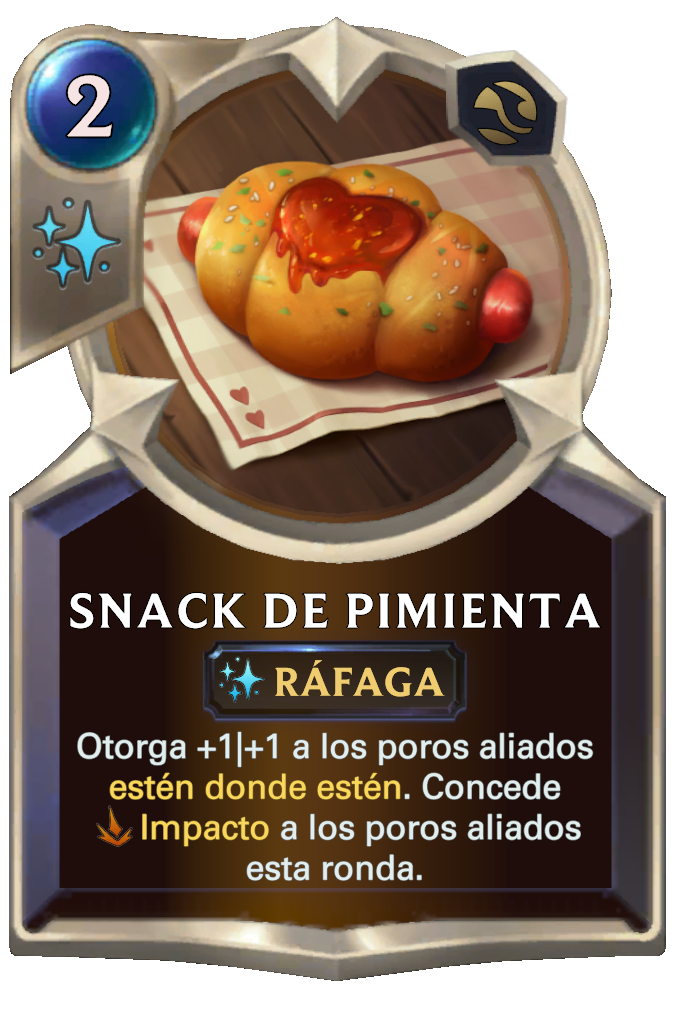 2
SNACK DE PIMIENTA
RÁFAGA
Otorga +1|+1 a los poros aliados
estén donde estén. Concede
Impacto a los poros aliados
esta ronda.